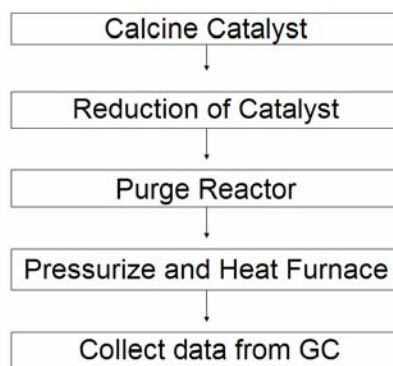 Calcine Catalyst
Reduction of Catalyst
Purge Reactor
Pressurize and Heat Furnace
Collect data from GC